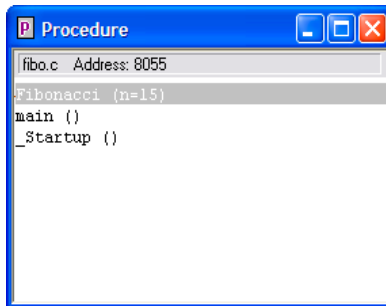 P Procedure
fibo.c Address: 8055
Fibonacci (n=15)
main ()
_Startup ()